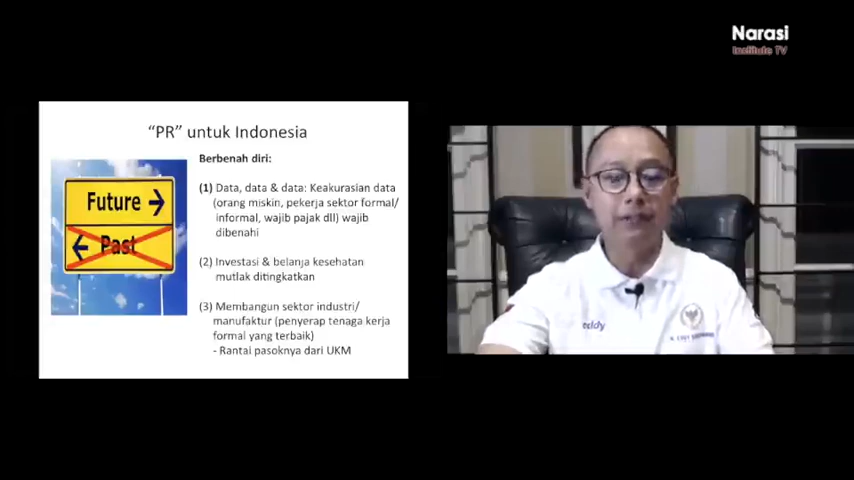 Narasi
Institute TV
“PR” untuk Indonesia
Berbenah diri:
(1) Data, data & data: Keakurasian data
(orang miskin, pekerja sektor formal/
informal, wajib pajak dll) wajib
dibenahi
(2) Investasi & belanja kesehatan
mutlak ditingkatkan
(3) Membangun sektor industri/
manufaktur (penyerap tenaga kerja
formal yang terbaik)
- Rantai pasoknya dari UKM
Future
Past